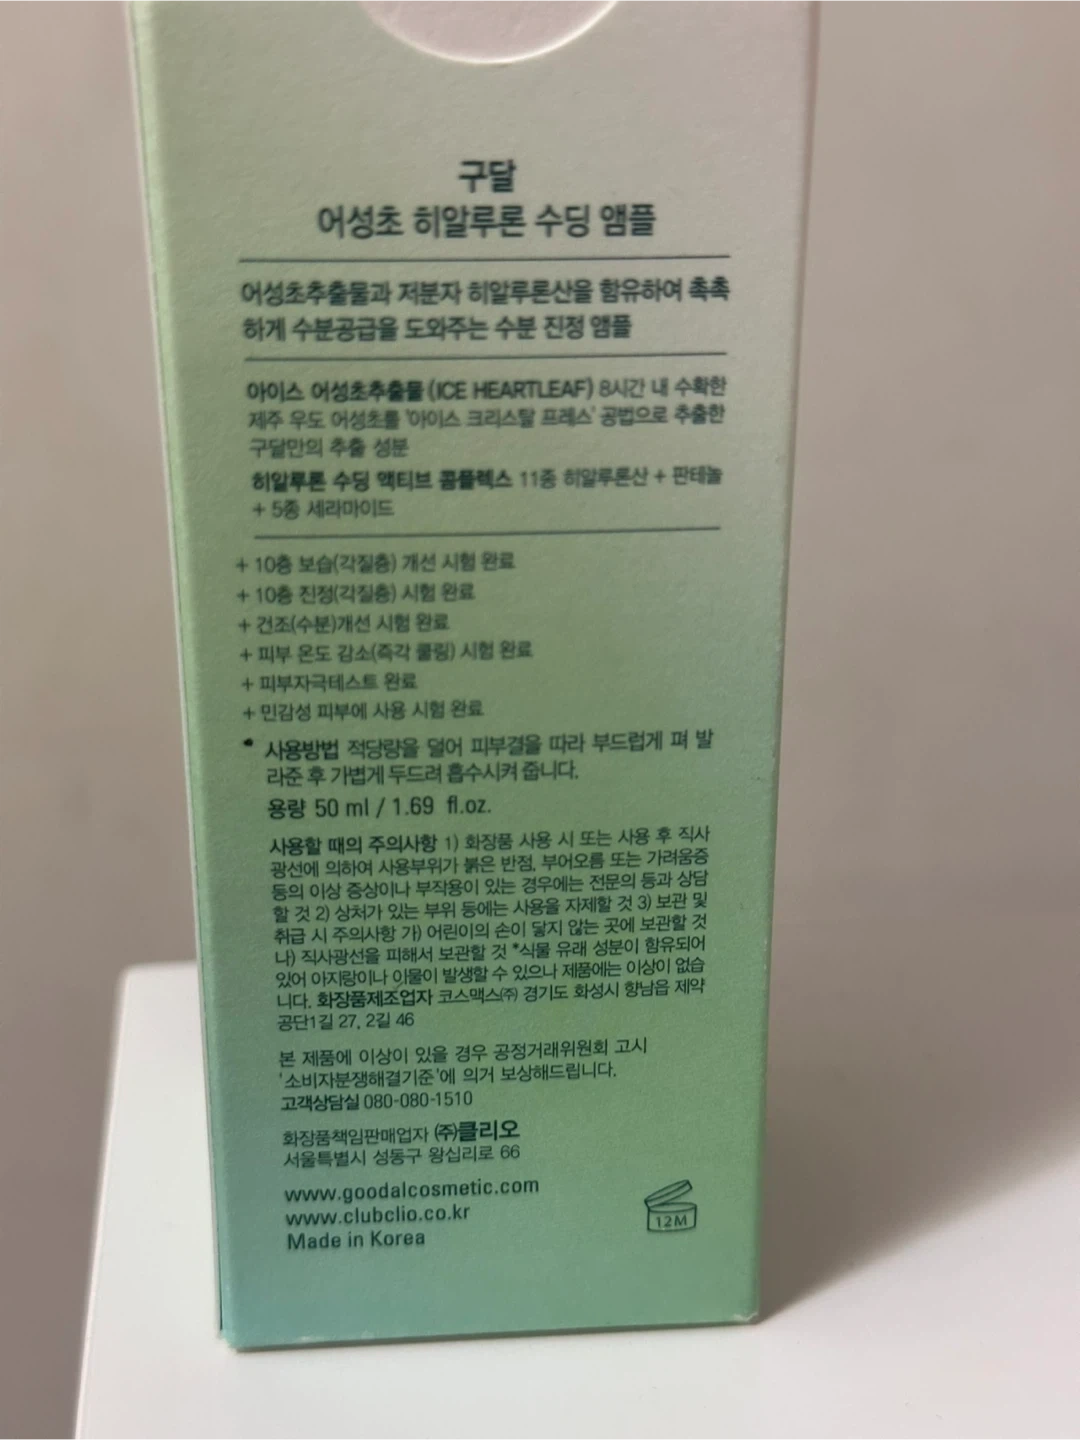 구달
어성초 히알루론 수딩 앰플
어성초추출물과 저분자 히알루론산을 함유하여 촉촉
하게 수분공급을 도와주는 수분 진정 앰플
아이스 어성초추출물(ICE HEARTLEAF) 8시간 내 수확한
제주 우도 어성초를 '아이스 크리스탈 프레스' 공법으로 추출한
구달만의 추출 성분
히알루론 수딩 액티브 콤플렉스 11종 히알루론산 + 판테놀
+ 5종 세라마이드
+ 10층 보습(각질층) 개선 시험 완료
+ 10층 진정(각질층) 시험 완료
+ 건조(수분)개선 시험 완료
+ 피부 온도 감소(즉각 쿨링) 시험 완료
+ 피부자극테스트 완료
+ 민감성 피부에 사용 시험 완료
사용방법 적당량을 덜어 피부결을 따라 부드럽게 펴 발
라준 후 가볍게 두드려 흡수시켜 줍니다.
용량 50 ml / 1.69 fl.oz.
사용할 때의 주의사항 1) 화장품 사용 시 또는 사용 후 직사
광선에 의하여 사용부위가 붉은 반점, 부어오름 또는 가려움증
등의 이상 증상이나 부작용이 있는 경우에는 전문의 등과 상담
할 것 2) 상처가 있는 부위 등에는 사용을 자제할 것 3) 보관 및
취급 시 주의사항 가) 어린이의 손이 닿지 않는 곳에 보관할 것
나) 직사광선을 피해서 보관할 것 *식물 유래 성분이 함유되어
있어 아지랑이나 이물이 발생할 수 있으나 제품에는 이상이 없습
니다. 화장품제조업자 코스맥스㈜ 경기도 화성시 향남읍 제약
공단1길 27, 2길 46
본 제품에 이상이 있을 경우 공정거래위원회 고시
'소비자분쟁해결기준'에 의거 보상해드립니다.
고객상담실 080-080-1510
화장품책임판매업자 ㈜클리오
서울특별시 성동구 왕십리로 66
www.goodalcosmetic.com
www.clubclio.co.kr
Made in Korea
12M